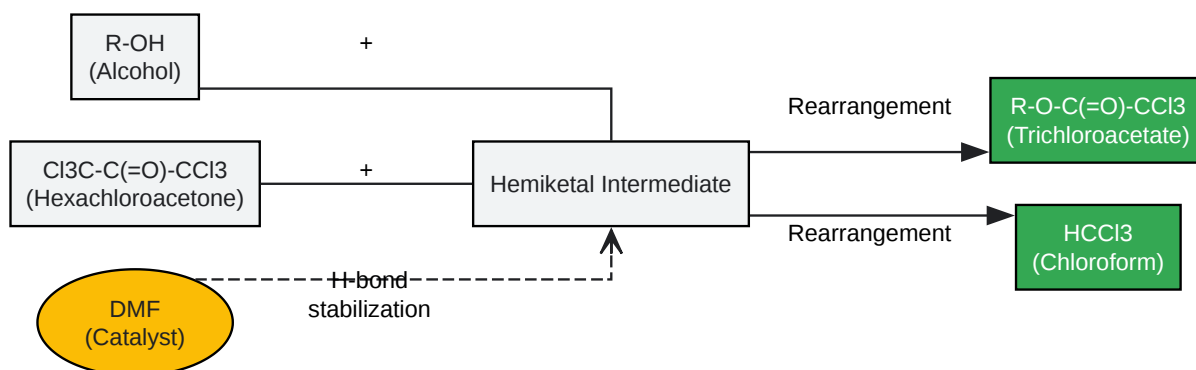 R-OH
(Alcohol)
+
Cl3C-C(=O)-CCl3
(Hexachloroacetone)
+
DMF
(Catalyst)
H-bond
stabilization
Hemiketal Intermediate
Rearrangement
R-O-C(=O)-CCl3
(Trichloroacetate)
Rearrangement
HCCl3
(Chloroform)